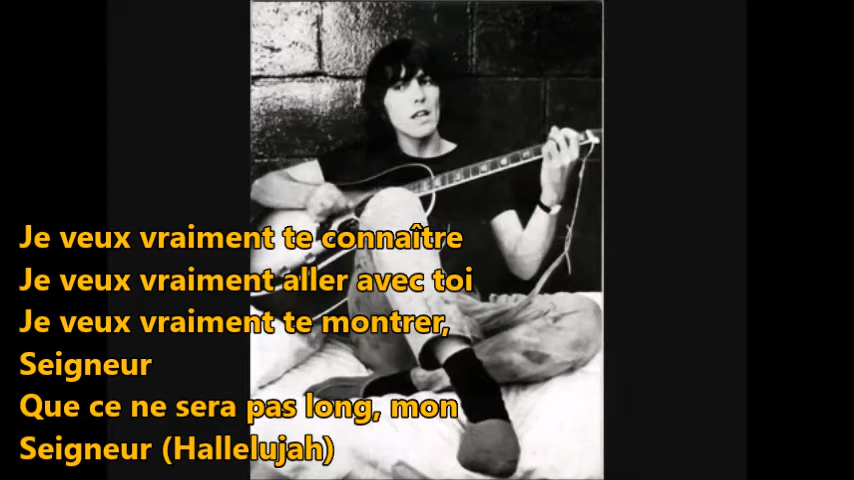 Je veux vraiment te connaître
Je veux vraiment aller avec toi
Je veux vraiment te montrer,
Seigneur
Que ce ne sera pas long, mon
Seigneur (Hallelujah)